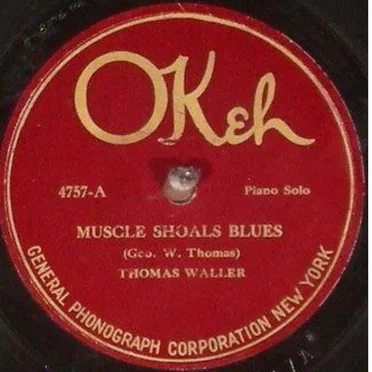 OKeh
4757-A Piano Solo
MUSCLE SHOALS BLUES
(Geo. W. Thomas)
THOMAS WALLER
GENERAL PHONOGRAPH CORPORATION NEW YORK